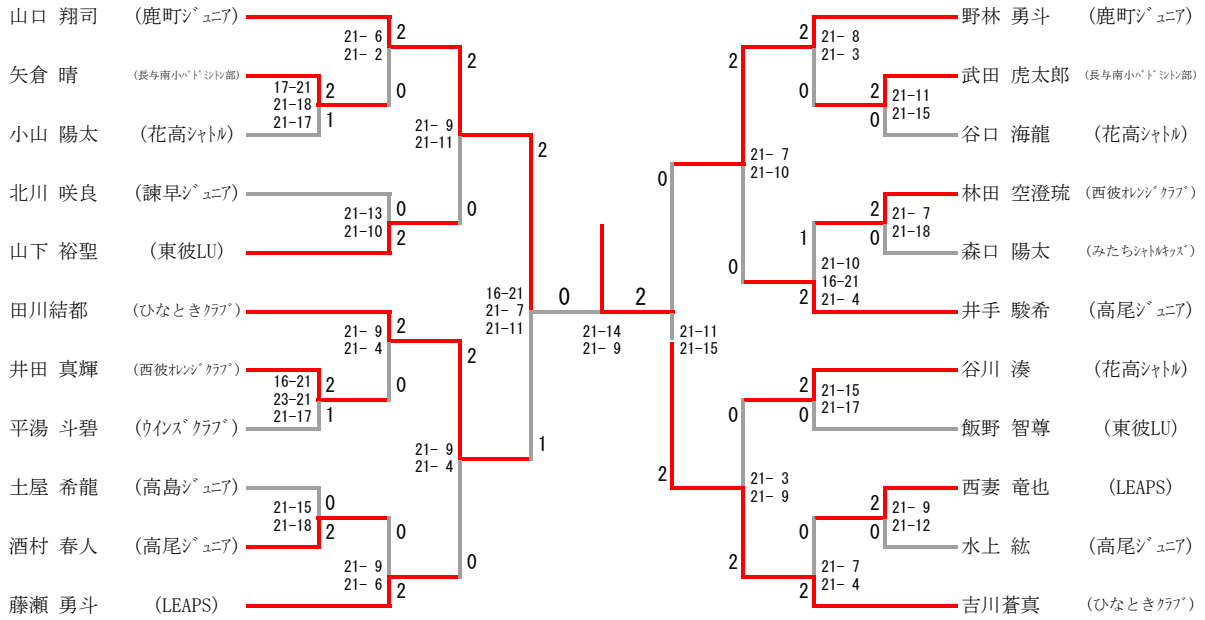 山口 翔司 (鹿町ジュニア)
21- 6 2
21- 2
0
矢倉 晴 (長与南小バドミントン部)
17-21 2
21-18
21-17 1
小山 陽太 (花高シャトル)
2
21- 9
21-11
0
北川 咲良 (諫早ジュニア)
21-13 0
21-10 2
山下 裕聖 (東彼LU)
2
16-21
21- 7
21-11
1
田川結都 (ひなときクラブ)
21- 9 2
21- 4
0
井田 真輝 (西彼オレンジクラブ)
16-21 2
23-21
21-17 1
平湯 斗碧 (ウインズクラブ)
2
21- 9
21- 4
0
土屋 希龍 (高島ジュニア)
21-15 0
21-18 2
酒村 春人 (高尾ジュニア)
0
21- 9
21- 6 2
藤瀬 勇斗 (LEAPS)
0 2
21-14
21- 9
野林 勇斗 (鹿町ジュニア)
2 21- 8
21- 3
0
武田 虎太郎 (長与南小バドミントン部)
2 21-11
21-15
0
谷口 海龍 (花高シャトル)
2
21- 7
21-10
0
林田 空澄琉 (西彼オレンジクラブ)
2 21- 7
0 21-18
森口 陽太 (みたちシャトルキッズ)
1
21-10
16-21
2 21- 4
井手 駿希 (高尾ジュニア)
0
21-11
21-15
2
谷川 湊 (花高シャトル)
2 21-15
0 21-17
飯野 智尊 (東彼LU)
0
21- 3
21- 9
2
西妻 竜也 (LEAPS)
2 21- 9
0 21-12
水上 紘 (高尾ジュニア)
0
21- 7
2 21- 4
吉川蒼真 (ひなときクラブ)